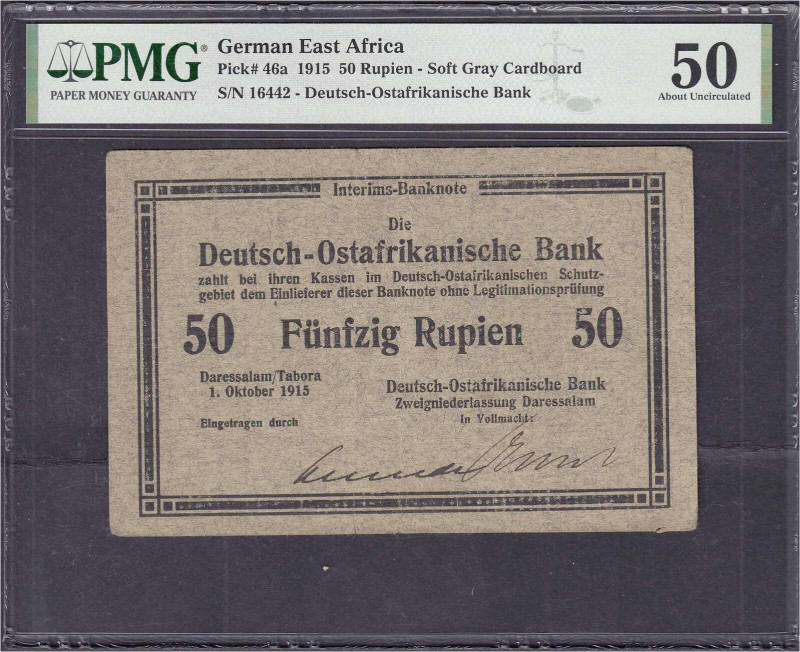 PMG® German East Africa
Pick# 46a 1915 50 Rupien - Soft Gray Cardboard
PAPER MONEY GUARANTY S/N 16442 - Deutsch-Ostafrikanische Bank
50
About Uncirculated
Interims-Banknote
Die
Deutsch-Ostafrikanische Bank
zahlt bei ihren Kassen im Deutsch-Ostafrikanischen Schutz-
gebiet dem Einlieferer dieser Banknote ohne Legitimationsprüfung
50 Fünfzig Rupien 50
Daressalam/Tabora
1. Oktober 1915
Eingetragen durch
Deutsch-Ostafrikanische Bank
Zweigniederlassung Daressalam
In Vollmacht: